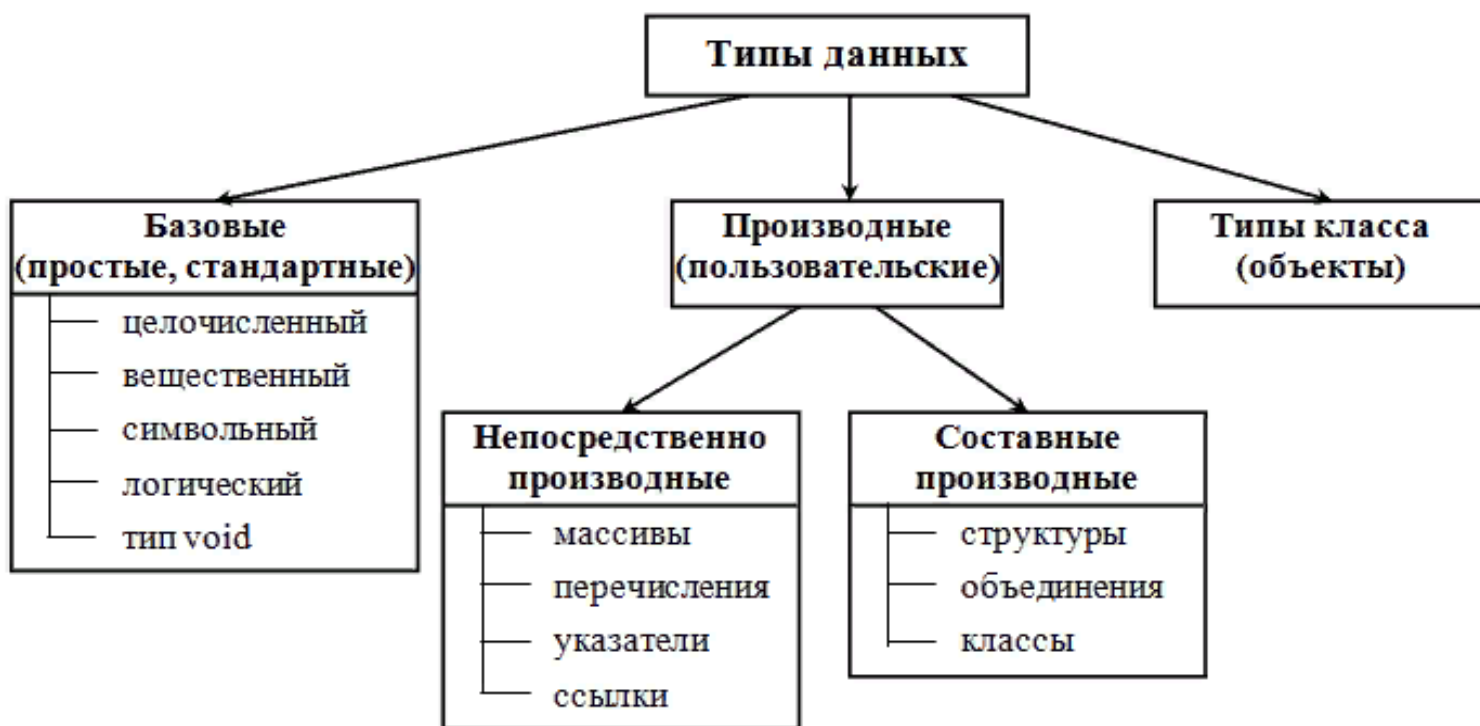 Типы данных
Базовые
(простые, стандартные)
целочисленный
вещественный
символьный
логический
тип void
Производные
(пользовательские)
Непосредственно
производные
массивы
перечисления
указатели
ссылки
Составные
производные
структуры
объединения
классы
Типы класса
(объекты)